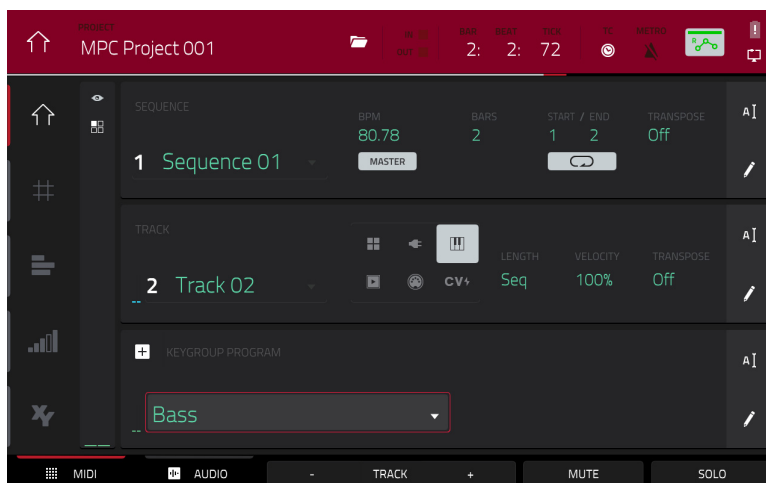 PROJECT
MPC Project 001
IN
OUT
BAR BEAT TICK
2: 2: 72
TC
METRO
R
SEQUENCE
1 Sequence 01
BPM
80.78
MASTER
BARS
2
START / END
1 2
TRANSPOSE
Off
A
TRACK
2 Track 02
CV
LENGTH
Seq
VELOCITY
100%
TRANSPOSE
Off
A
KEYGROUP PROGRAM
Bass
A
XY
MIDI
AUDIO
- TRACK +
MUTE
SOLO